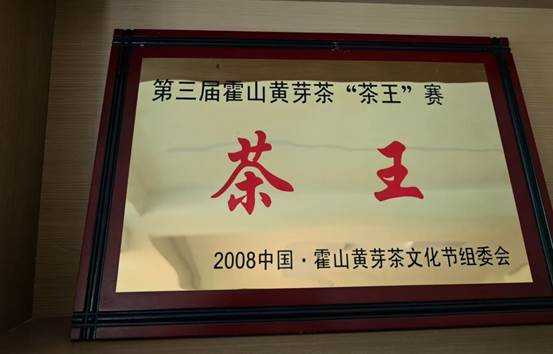 第三届霍山黄芽茶“茶王”赛
茶 王
2008中国·霍山黄芽茶文化节组委会